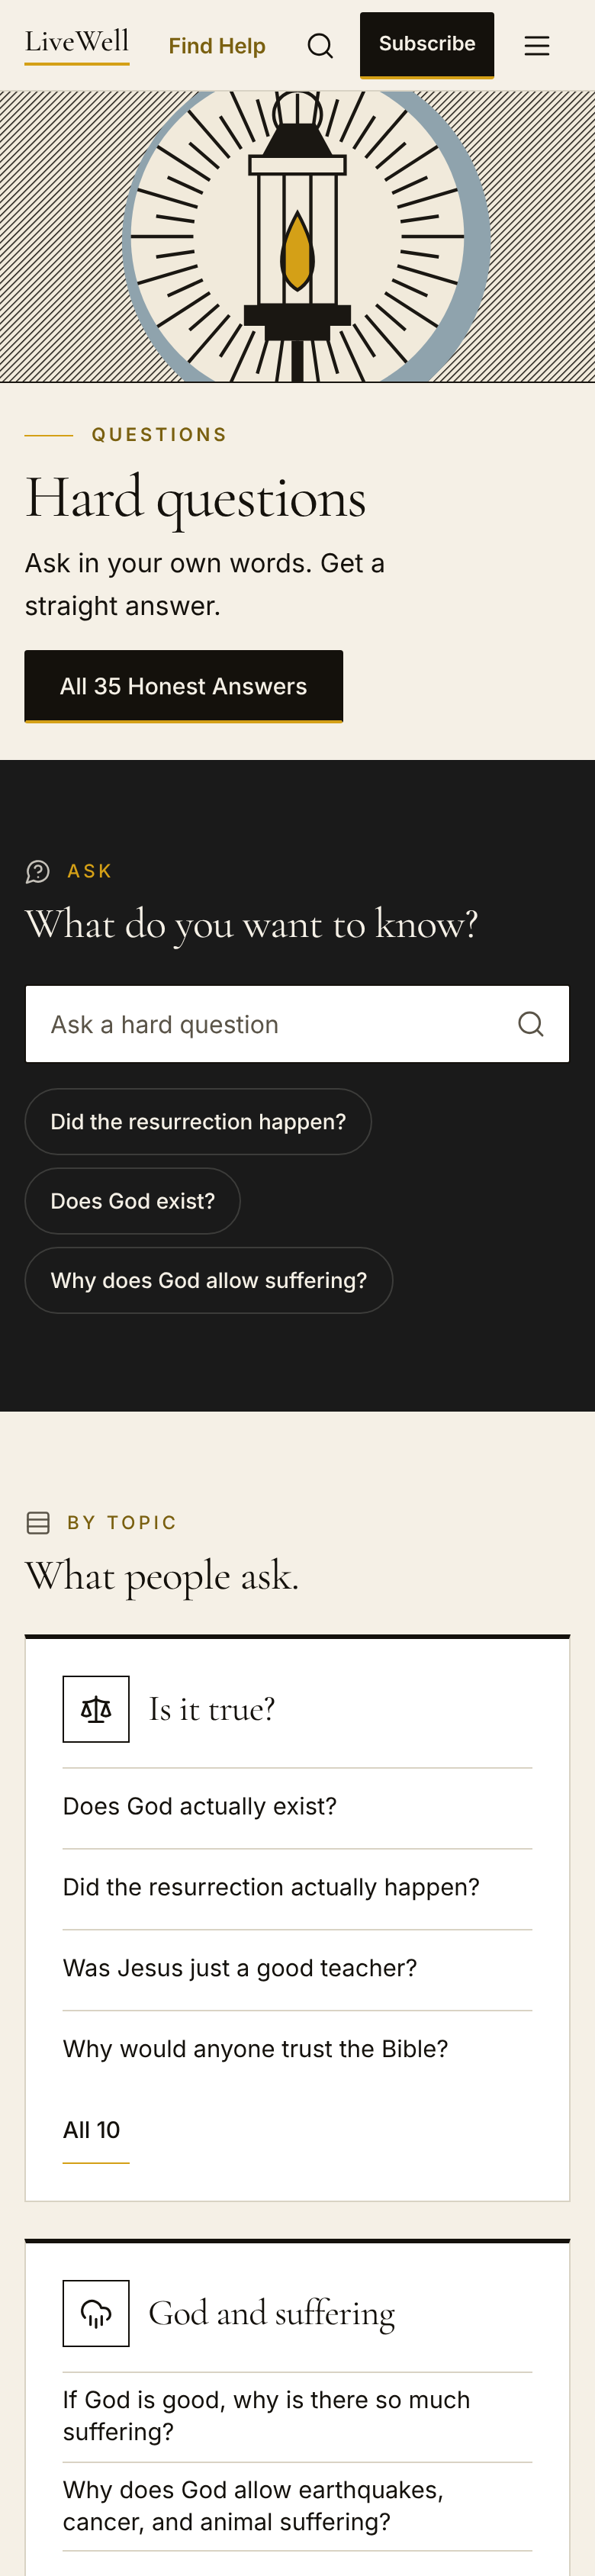 LiveWell
Find Help
Subscribe
QUESTIONS
Hard questions
Ask in your own words. Get a
straight answer.
All 35 Honest Answers
ASK
What do you want to know?
Ask a hard question
Did the resurrection happen?
Does God exist?
Why does God allow suffering?
BY TOPIC
What people ask.
Is it true?
Does God actually exist?
Did the resurrection actually happen?
Was Jesus just a good teacher?
Why would anyone trust the Bible?
All 10
God and suffering
If God is good, why is there so much
suffering?
Why does God allow earthquakes,
cancer, and animal suffering?